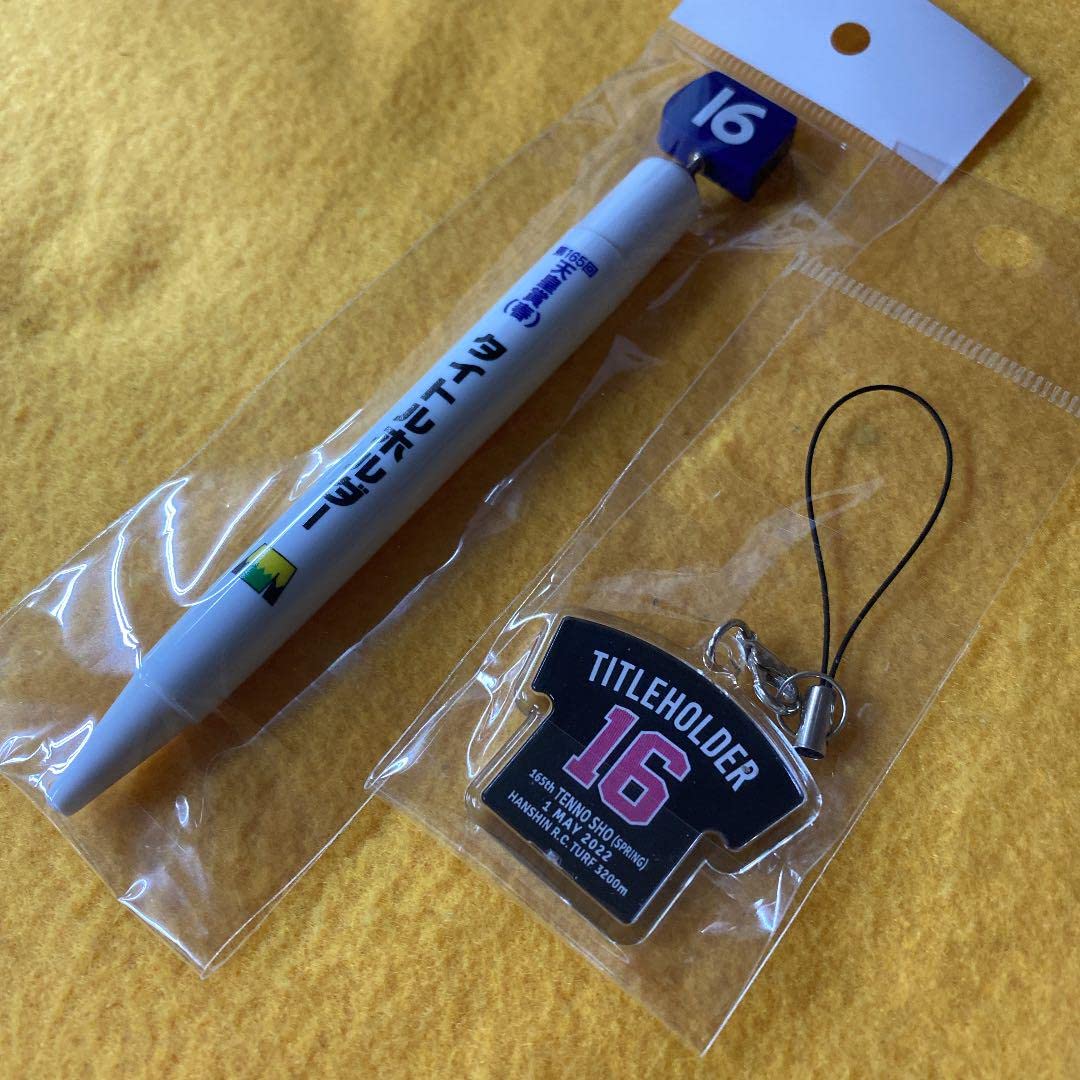 16
第165回
天皇賞(春)
タイトルホルダー
TITLEHOLDER
16
165th TENNO SHO (SPRING)
1 MAY 2022
HANSHIN R.C. TURF 3200m